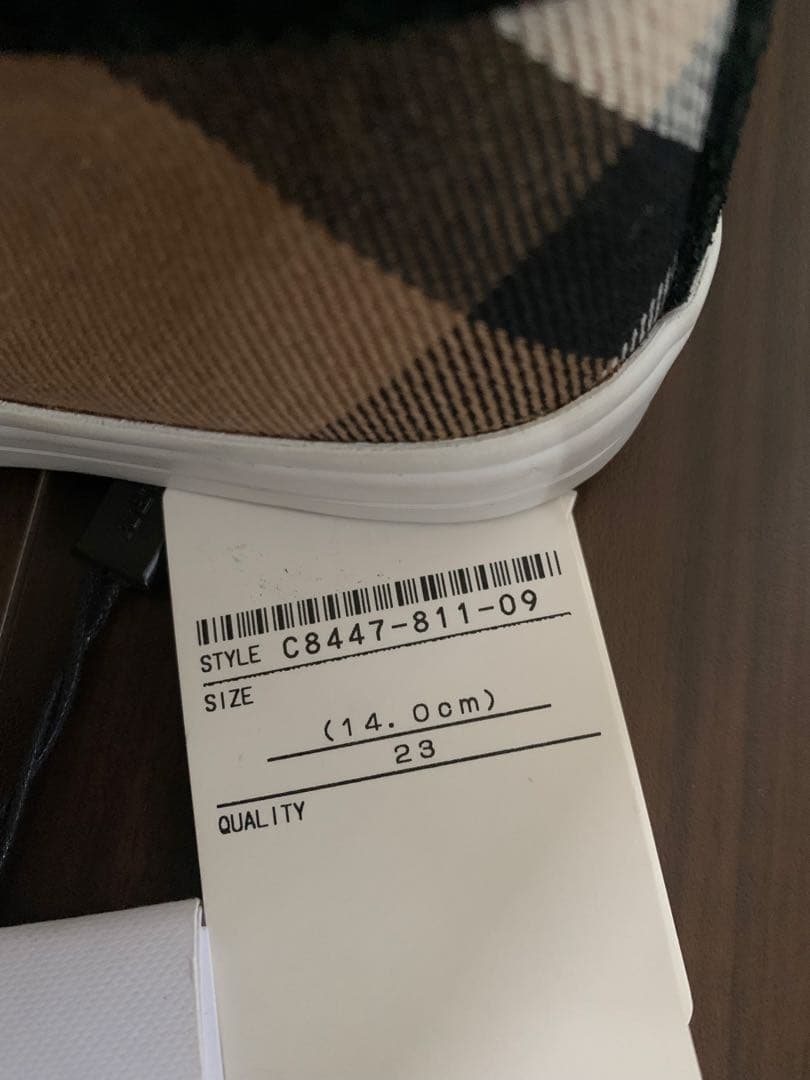 STYLE C8447-811-09
SIZE
(14.0cm)
23
QUALITY